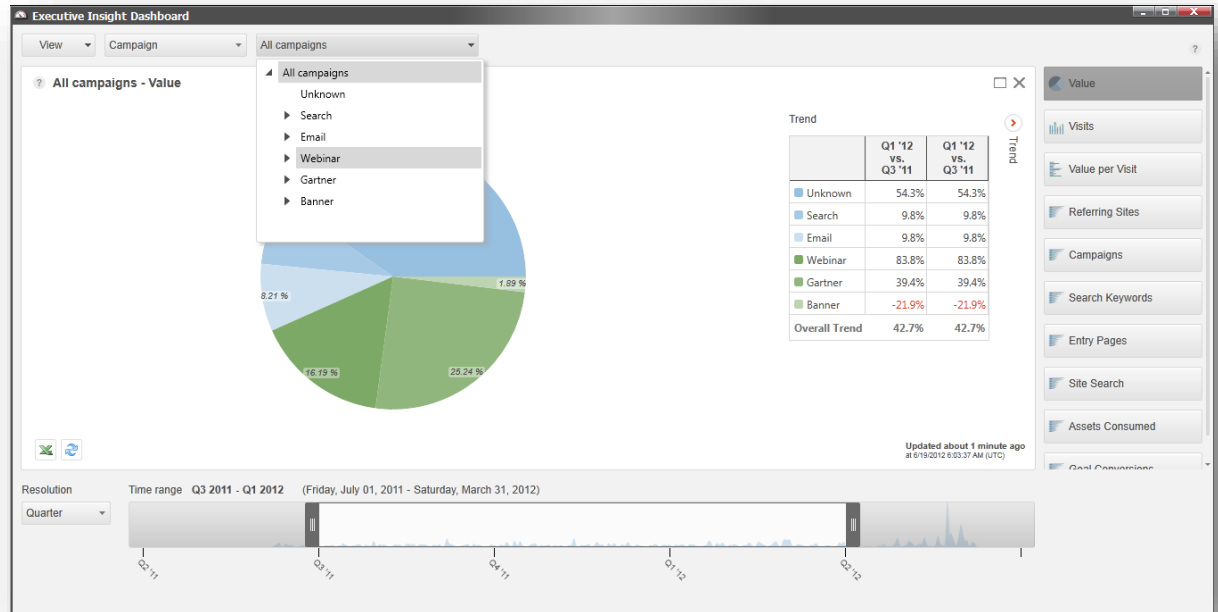 Executive Insight Dashboard
View
Campaign
All campaigns
?
? All campaigns - Value
All campaigns
Unknown
Search
Email
Webinar
Gartner
Banner
1.89 %
8.21 %
16.19 %
25.24 %
Trend
Trend
Q1 '12 vs. Q3 '11
Q1 '12 vs. Q3 '11
Unknown 54.3% 54.3%
Search 9.8% 9.8%
Email 9.8% 9.8%
Webinar 83.8% 83.8%
Gartner 39.4% 39.4%
Banner -21.9% -21.9%
Overall Trend 42.7% 42.7%
Updated about 1 minute ago
at 6/19/2012 6:03:37 AM (UTC)
Value
Visits
Value per Visit
Referring Sites
Campaigns
Search Keywords
Entry Pages
Site Search
Assets Consumed
Goal Conversions
Resolution
Quarter
Time range Q3 2011 - Q1 2012 (Friday, July 01, 2011 - Saturday, March 31, 2012)
Q2 '11
Q3 '11
Q4 '11
Q1 '12
Q2 '12